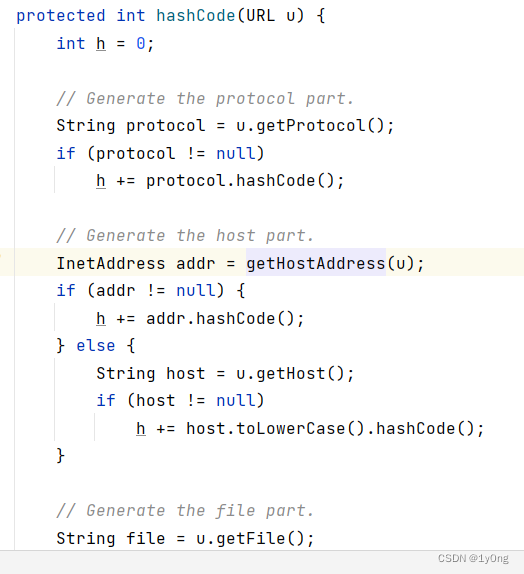 protected int hashCode(URL u) {
    int h = 0;

    // Generate the protocol part.
    String protocol = u.getProtocol();
    if (protocol != null)
        h += protocol.hashCode();

    // Generate the host part.
    InetAddress addr = getHostAddress(u);
    if (addr != null) {
        h += addr.hashCode();
    } else {
        String host = u.getHost();
        if (host != null)
            h += host.toLowerCase().hashCode();
    }

    // Generate the file part.
    String file = u.getFile();
CSDN @1y0ng